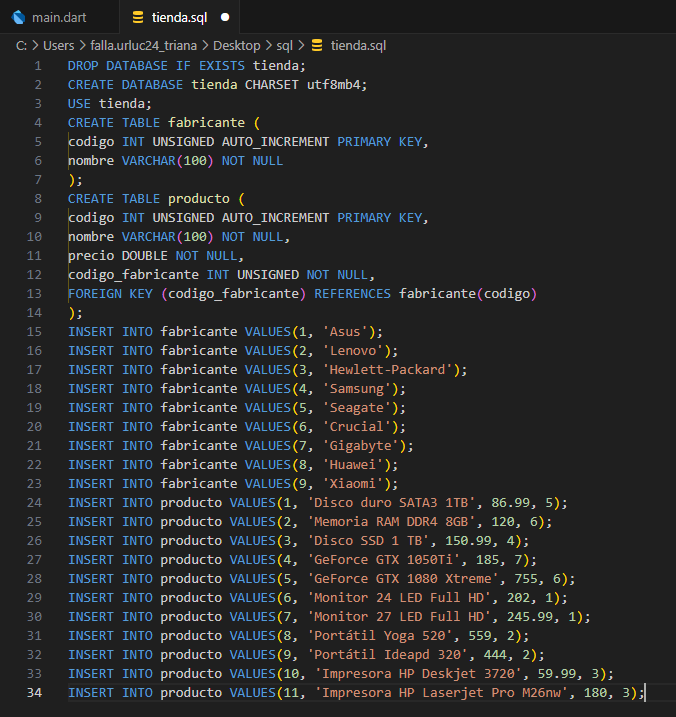 main.dart
tienda.sql
C: > Users > falla.urluc24_triana > Desktop > sql > tienda.sql
1 DROP DATABASE IF EXISTS tienda;
2 CREATE DATABASE tienda CHARSET utf8mb4;
3 USE tienda;
4 CREATE TABLE fabricante (
5 codigo INT UNSIGNED AUTO_INCREMENT PRIMARY KEY,
6 nombre VARCHAR(100) NOT NULL
7 );
8 CREATE TABLE producto (
9 codigo INT UNSIGNED AUTO_INCREMENT PRIMARY KEY,
10 nombre VARCHAR(100) NOT NULL,
11 precio DOUBLE NOT NULL,
12 codigo_fabricante INT UNSIGNED NOT NULL,
13 FOREIGN KEY (codigo_fabricante) REFERENCES fabricante(codigo)
14 );
15 INSERT INTO fabricante VALUES(1, 'Asus');
16 INSERT INTO fabricante VALUES(2, 'Lenovo');
17 INSERT INTO fabricante VALUES(3, 'Hewlett-Packard');
18 INSERT INTO fabricante VALUES(4, 'Samsung');
19 INSERT INTO fabricante VALUES(5, 'Seagate');
20 INSERT INTO fabricante VALUES(6, 'Crucial');
21 INSERT INTO fabricante VALUES(7, 'Gigabyte');
22 INSERT INTO fabricante VALUES(8, 'Huawei');
23 INSERT INTO fabricante VALUES(9, 'Xiaomi');
24 INSERT INTO producto VALUES(1, 'Disco duro SATA3 1TB', 86.99, 5);
25 INSERT INTO producto VALUES(2, 'Memoria RAM DDR4 8GB', 120, 6);
26 INSERT INTO producto VALUES(3, 'Disco SSD 1 TB', 150.99, 4);
27 INSERT INTO producto VALUES(4, 'GeForce GTX 1050Ti', 185, 7);
28 INSERT INTO producto VALUES(5, 'GeForce GTX 1080 Xtreme', 755, 6);
29 INSERT INTO producto VALUES(6, 'Monitor 24 LED Full HD', 202, 1);
30 INSERT INTO producto VALUES(7, 'Monitor 27 LED Full HD', 245.99, 1);
31 INSERT INTO producto VALUES(8, 'Portátil Yoga 520', 559, 2);
32 INSERT INTO producto VALUES(9, 'Portátil Ideapd 320', 444, 2);
33 INSERT INTO producto VALUES(10, 'Impresora HP Deskjet 3720', 59.99, 3);
34 INSERT INTO producto VALUES(11, 'Impresora HP Laserjet Pro M26nw', 180, 3);